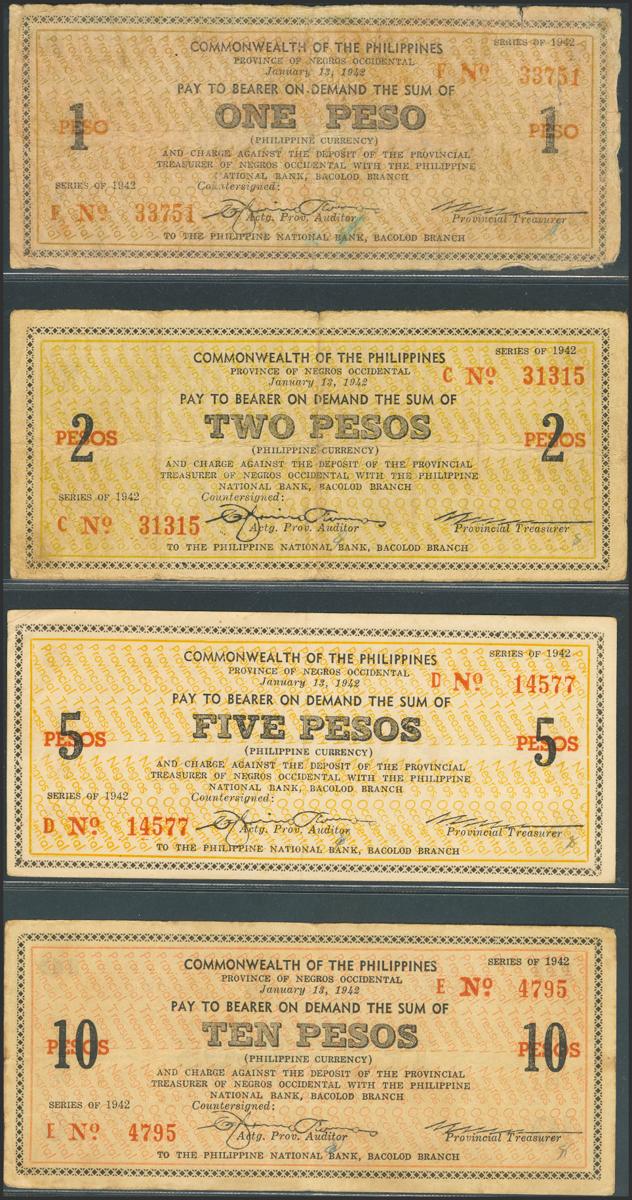 COMMONWEALTH OF THE PHILIPPINES
SERIES OF 1942
PROVINCE OF NEGROS OCCIDENTAL
January 13, 1942
F Nº 33751
PAY TO BEARER ON DEMAND THE SUM OF
1 PESO
ONE PESO
1 PESO
(PHILIPPINE CURRENCY)
AND CHARGE AGAINST THE DEPOSIT OF THE PROVINCIAL
TREASURER OF NEGROS OCCIDENTAL WITH THE PHILIPPINE
NATIONAL BANK, BACOLOD BRANCH
SERIES OF 1942
Countersigned:
F Nº 33751
Actg. Prov. Auditor
Provincial Treasurer
TO THE PHILIPPINE NATIONAL BANK, BACOLOD BRANCH
COMMONWEALTH OF THE PHILIPPINES
SERIES OF 1942
PROVINCE OF NEGROS OCCIDENTAL
January 13, 1942
C Nº 31315
PAY TO BEARER ON DEMAND THE SUM OF
2 PESOS
TWO PESOS
2 PESOS
(PHILIPPINE CURRENCY)
AND CHARGE AGAINST THE DEPOSIT OF THE PROVINCIAL
TREASURER OF NEGROS OCCIDENTAL WITH THE PHILIPPINE
NATIONAL BANK, BACOLOD BRANCH
SERIES OF 1942
Countersigned:
C Nº 31315
Actg. Prov. Auditor
Provincial Treasurer
TO THE PHILIPPINE NATIONAL BANK, BACOLOD BRANCH
COMMONWEALTH OF THE PHILIPPINES
SERIES OF 1942
PROVINCE OF NEGROS OCCIDENTAL
January 13, 1942
D Nº 14577
PAY TO BEARER ON DEMAND THE SUM OF
5 PESOS
FIVE PESOS
5 PESOS
(PHILIPPINE CURRENCY)
AND CHARGE AGAINST THE DEPOSIT OF THE PROVINCIAL
TREASURER OF NEGROS OCCIDENTAL WITH THE PHILIPPINE
NATIONAL BANK, BACOLOD BRANCH
SERIES OF 1942
Countersigned:
D Nº 14577
Actg. Prov. Auditor
Provincial Treasurer
TO THE PHILIPPINE NATIONAL BANK, BACOLOD BRANCH
COMMONWEALTH OF THE PHILIPPINES
SERIES OF 1942
PROVINCE OF NEGROS OCCIDENTAL
January 13, 1942
E Nº 4795
PAY TO BEARER ON DEMAND THE SUM OF
10 PESOS
TEN PESOS
10 PESOS
(PHILIPPINE CURRENCY)
AND CHARGE AGAINST THE DEPOSIT OF THE PROVINCIAL
TREASURER OF NEGROS OCCIDENTAL WITH THE PHILIPPINE
NATIONAL BANK, BACOLOD BRANCH
SERIES OF 1942
Countersigned:
E Nº 4795
Actg. Prov. Auditor
Provincial Treasurer
TO THE PHILIPPINE NATIONAL BANK, BACOLOD BRANCH